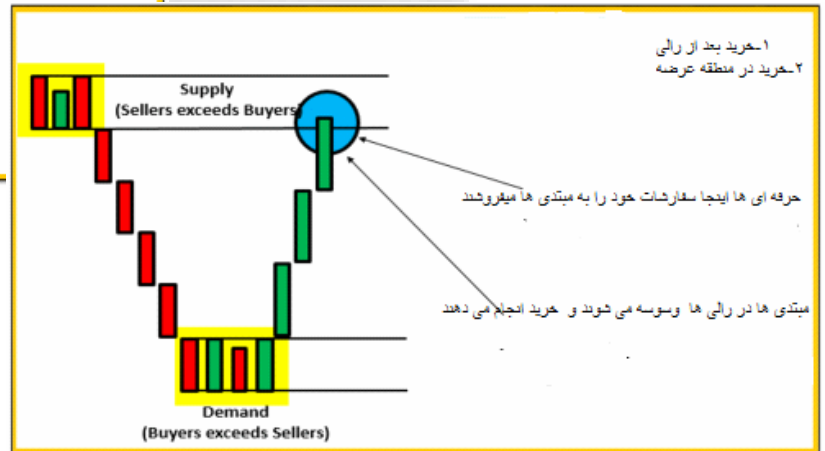 ۱-خرید بعد از رالی
۲-خرید در منطقه عرضه
Supply
(Sellers exceeds Buyers)
حرفه ای ها اینجا سفارشات خود را به مبتدی ها میفروشند
مبتدی ها در رالی ها وسوسه می شوند و خرید انجام می دهند
Demand
(Buyers exceeds Sellers)